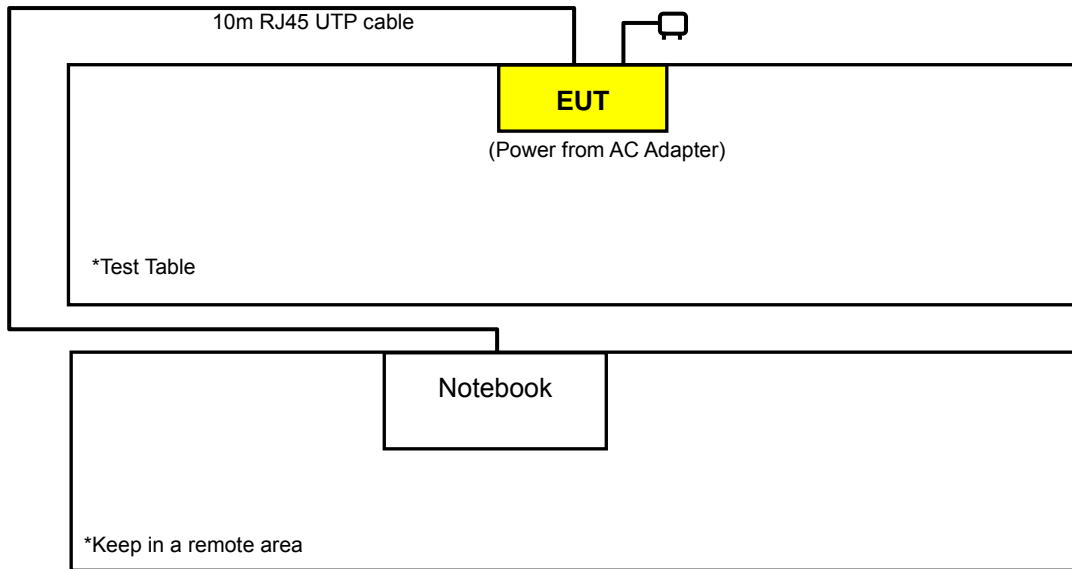 10m RJ45 UTP cable
EUT
(Power from AC Adapter)
*Test Table
Notebook
*Keep in a remote area